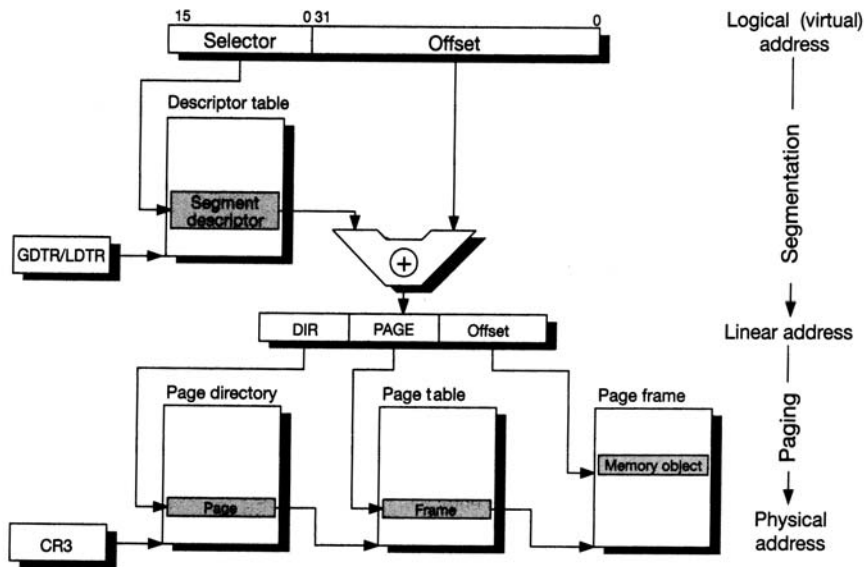 15 0 31 0
Selector Offset
Logical (virtual)
address
Descriptor table
Segment
descriptor
GDTR/LDTR
+
Segmentation
DIR PAGE Offset
Linear address
Page directory Page table Page frame
Memory object
Page Frame
Paging
CR3
Physical
address